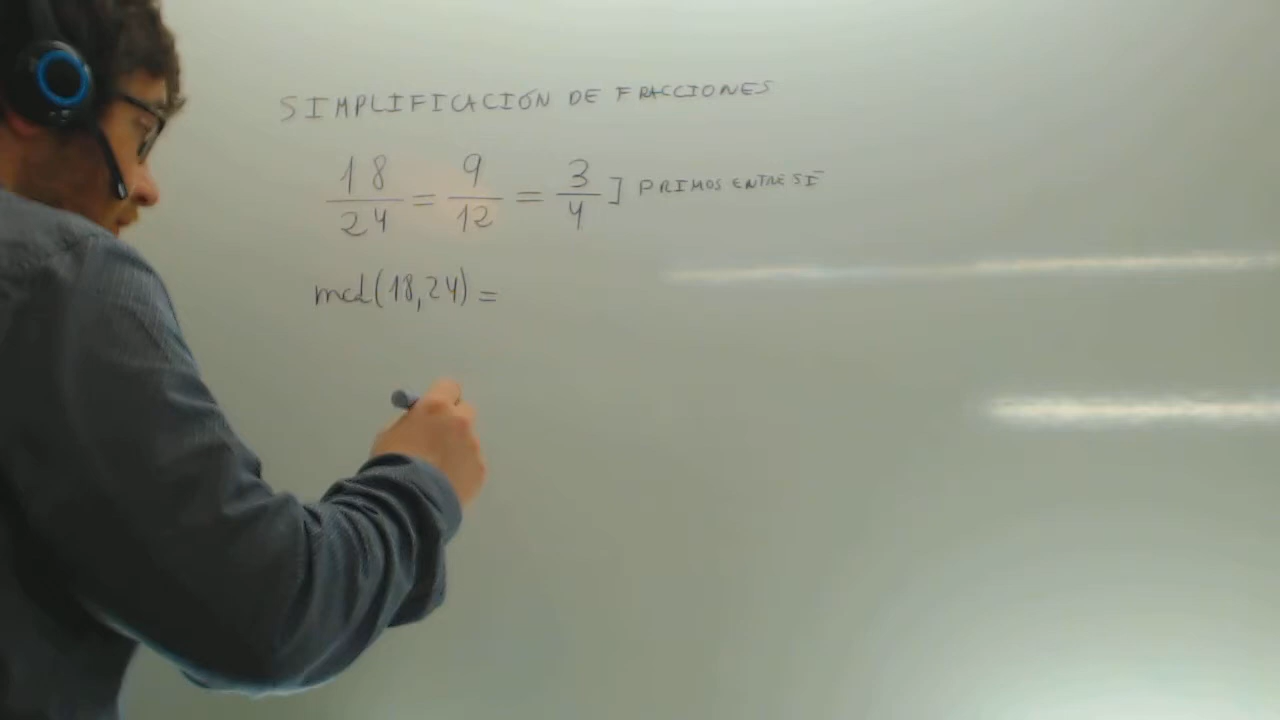 SIMPLIFICACIÓN DE FRACCIONES
18/24 = 9/12 = 3/4 ] PRIMOS ENTRE SÍ
mcd(18,24) =